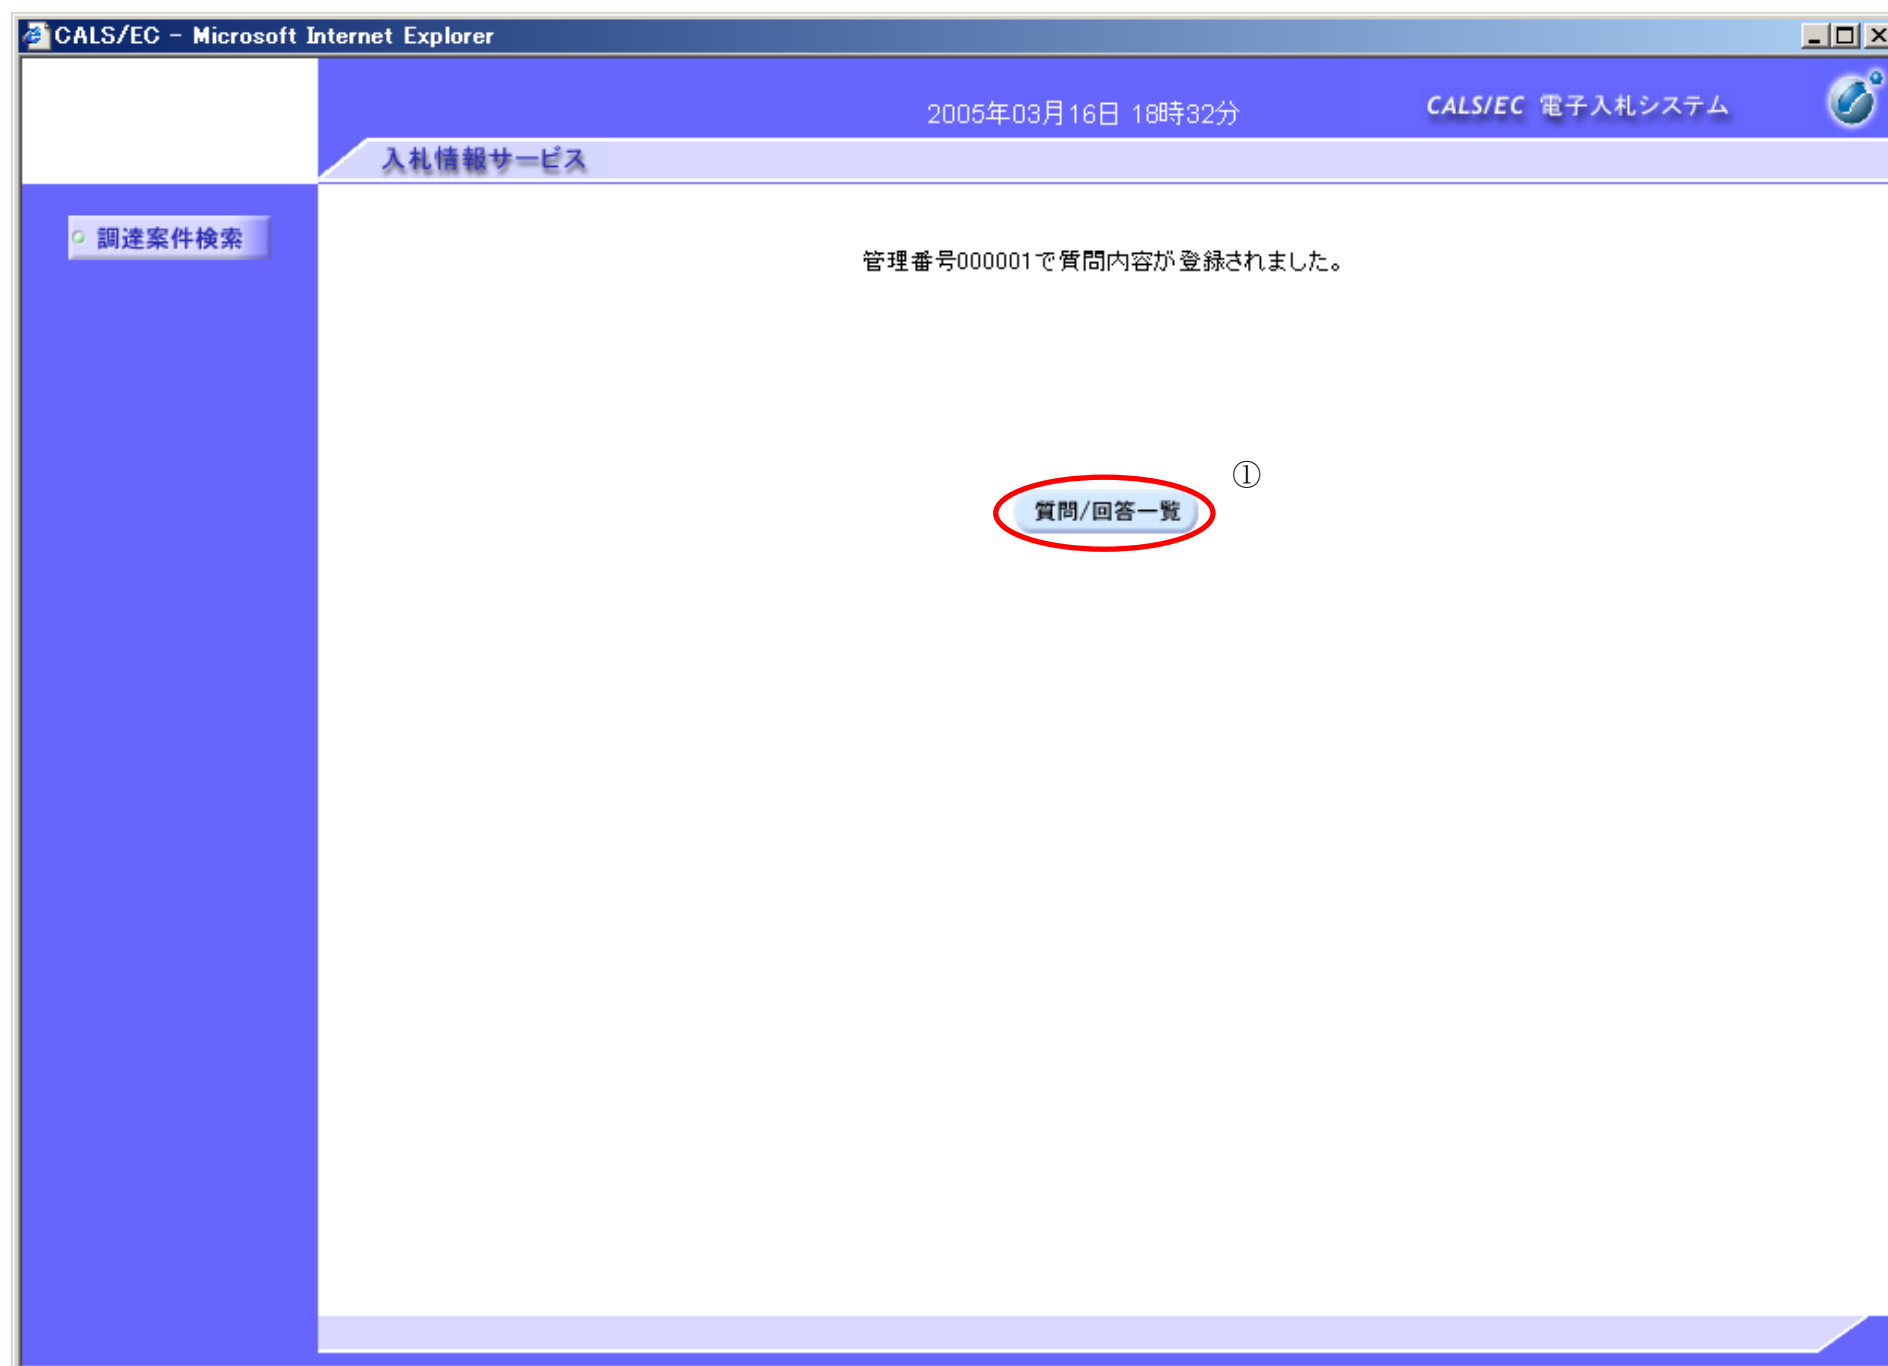 CALS/EC - Microsoft Internet Explorer
2005年03月16日 18時32分
CALS/EC 電子入札システム
入札情報サービス
調達案件検索
管理番号000001で質問内容が登録されました。
①
質問/回答一覧